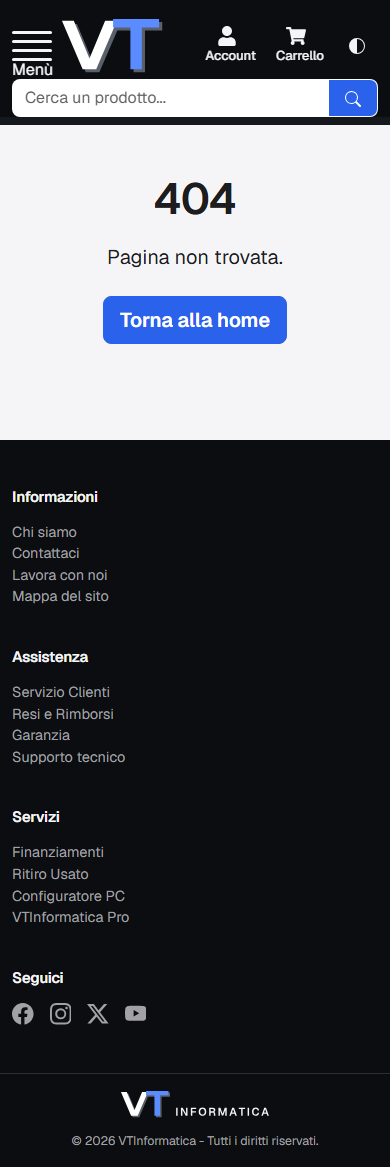 VT
Account
Carrello
Menù
Cerca un prodotto...
404
Pagina non trovata.
Torna alla home
Informazioni
Chi siamo
Contattaci
Lavora con noi
Mappa del sito
Assistenza
Servizio Clienti
Resi e Rimborsi
Garanzia
Supporto tecnico
Servizi
Finanziamenti
Ritiro Usato
Configuratore PC
VTInformatica Pro
Seguici
VT INFORMATICA
© 2026 VTInformatica - Tutti i diritti riservati.